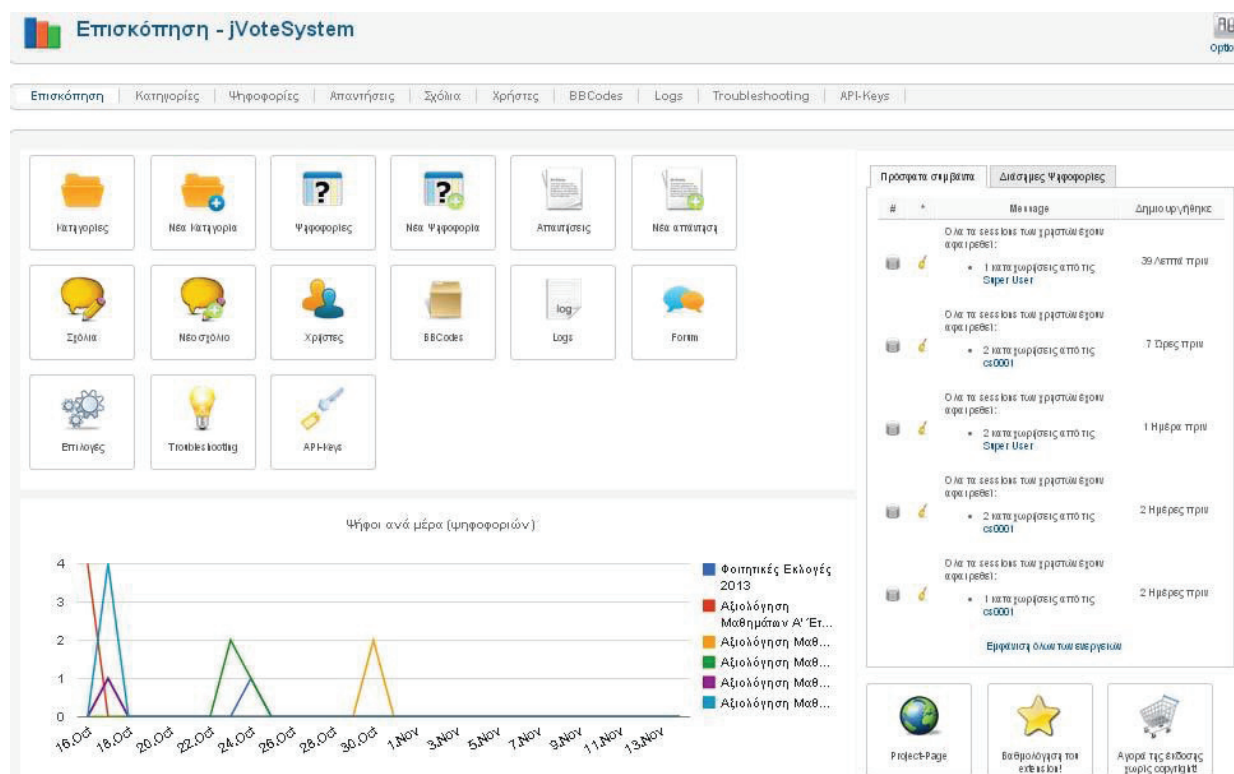 Επισκόπηση - jVoteSystem
Optio
Επισκόπηση | Κατηγορίες | Ψηφοφορίες | Απαντήσεις | Σχόλια | Χρήστες | BBCodes | Logs | Troubleshooting | API-Keys
Κατηγορίες
Νέα Κατηγορία
Ψηφοφορίες
Νέα Ψηφοφορία
Απαντήσεις
Νέα απάντηση
Σχόλια
Νέο σχόλιο
Χρήστες
BBCodes
log
Logs
Forum
Επιλογές
Troubleshooting
API-Keys
Ψήφοι ανά μέρα (ψηφοφοριών)
4
3
2
1
0
16.Oct 18.Oct 20.Oct 22.Oct 24.Oct 26.Oct 28.Oct 30.Oct 1.Nov 3.Nov 5.Nov 7.Nov 9.Nov 11.Nov 13.Nov
Φοιτητικές Εκλογές
2013
Αξιολόγηση
Μαθημάτων Α' Έτ...
Αξιολόγηση Μαθ...
Αξιολόγηση Μαθ...
Αξιολόγηση Μαθ...
Αξιολόγηση Μαθ...
Πρόσφατα συμβάντα
Διάσημες Ψηφοφορίες
# * Message Δημιουργήθηκε
Όλα τα sessions των χρηστών έχουν
αφαιρεθεί:
1 καταχωρήσεις από τις
Super User
39 Λεπτά πριν
Όλα τα sessions των χρηστών έχουν
αφαιρεθεί:
2 καταχωρήσεις από τις
cs0001
7 Ώρες πριν
Όλα τα sessions των χρηστών έχουν
αφαιρεθεί:
2 καταχωρήσεις από τις
Super User
1 Ημέρα πριν
Όλα τα sessions των χρηστών έχουν
αφαιρεθεί:
2 καταχωρήσεις από τις
cs0001
2 Ημέρες πριν
Όλα τα sessions των χρηστών έχουν
αφαιρεθεί:
1 καταχωρήσεις από τις
cs0001
2 Ημέρες πριν
Εμφάνιση όλων των ενεργειών
Project-Page
Βαθμολόγηση του
extension!
Αγορά της έκδοσης
χωρίς copyright!